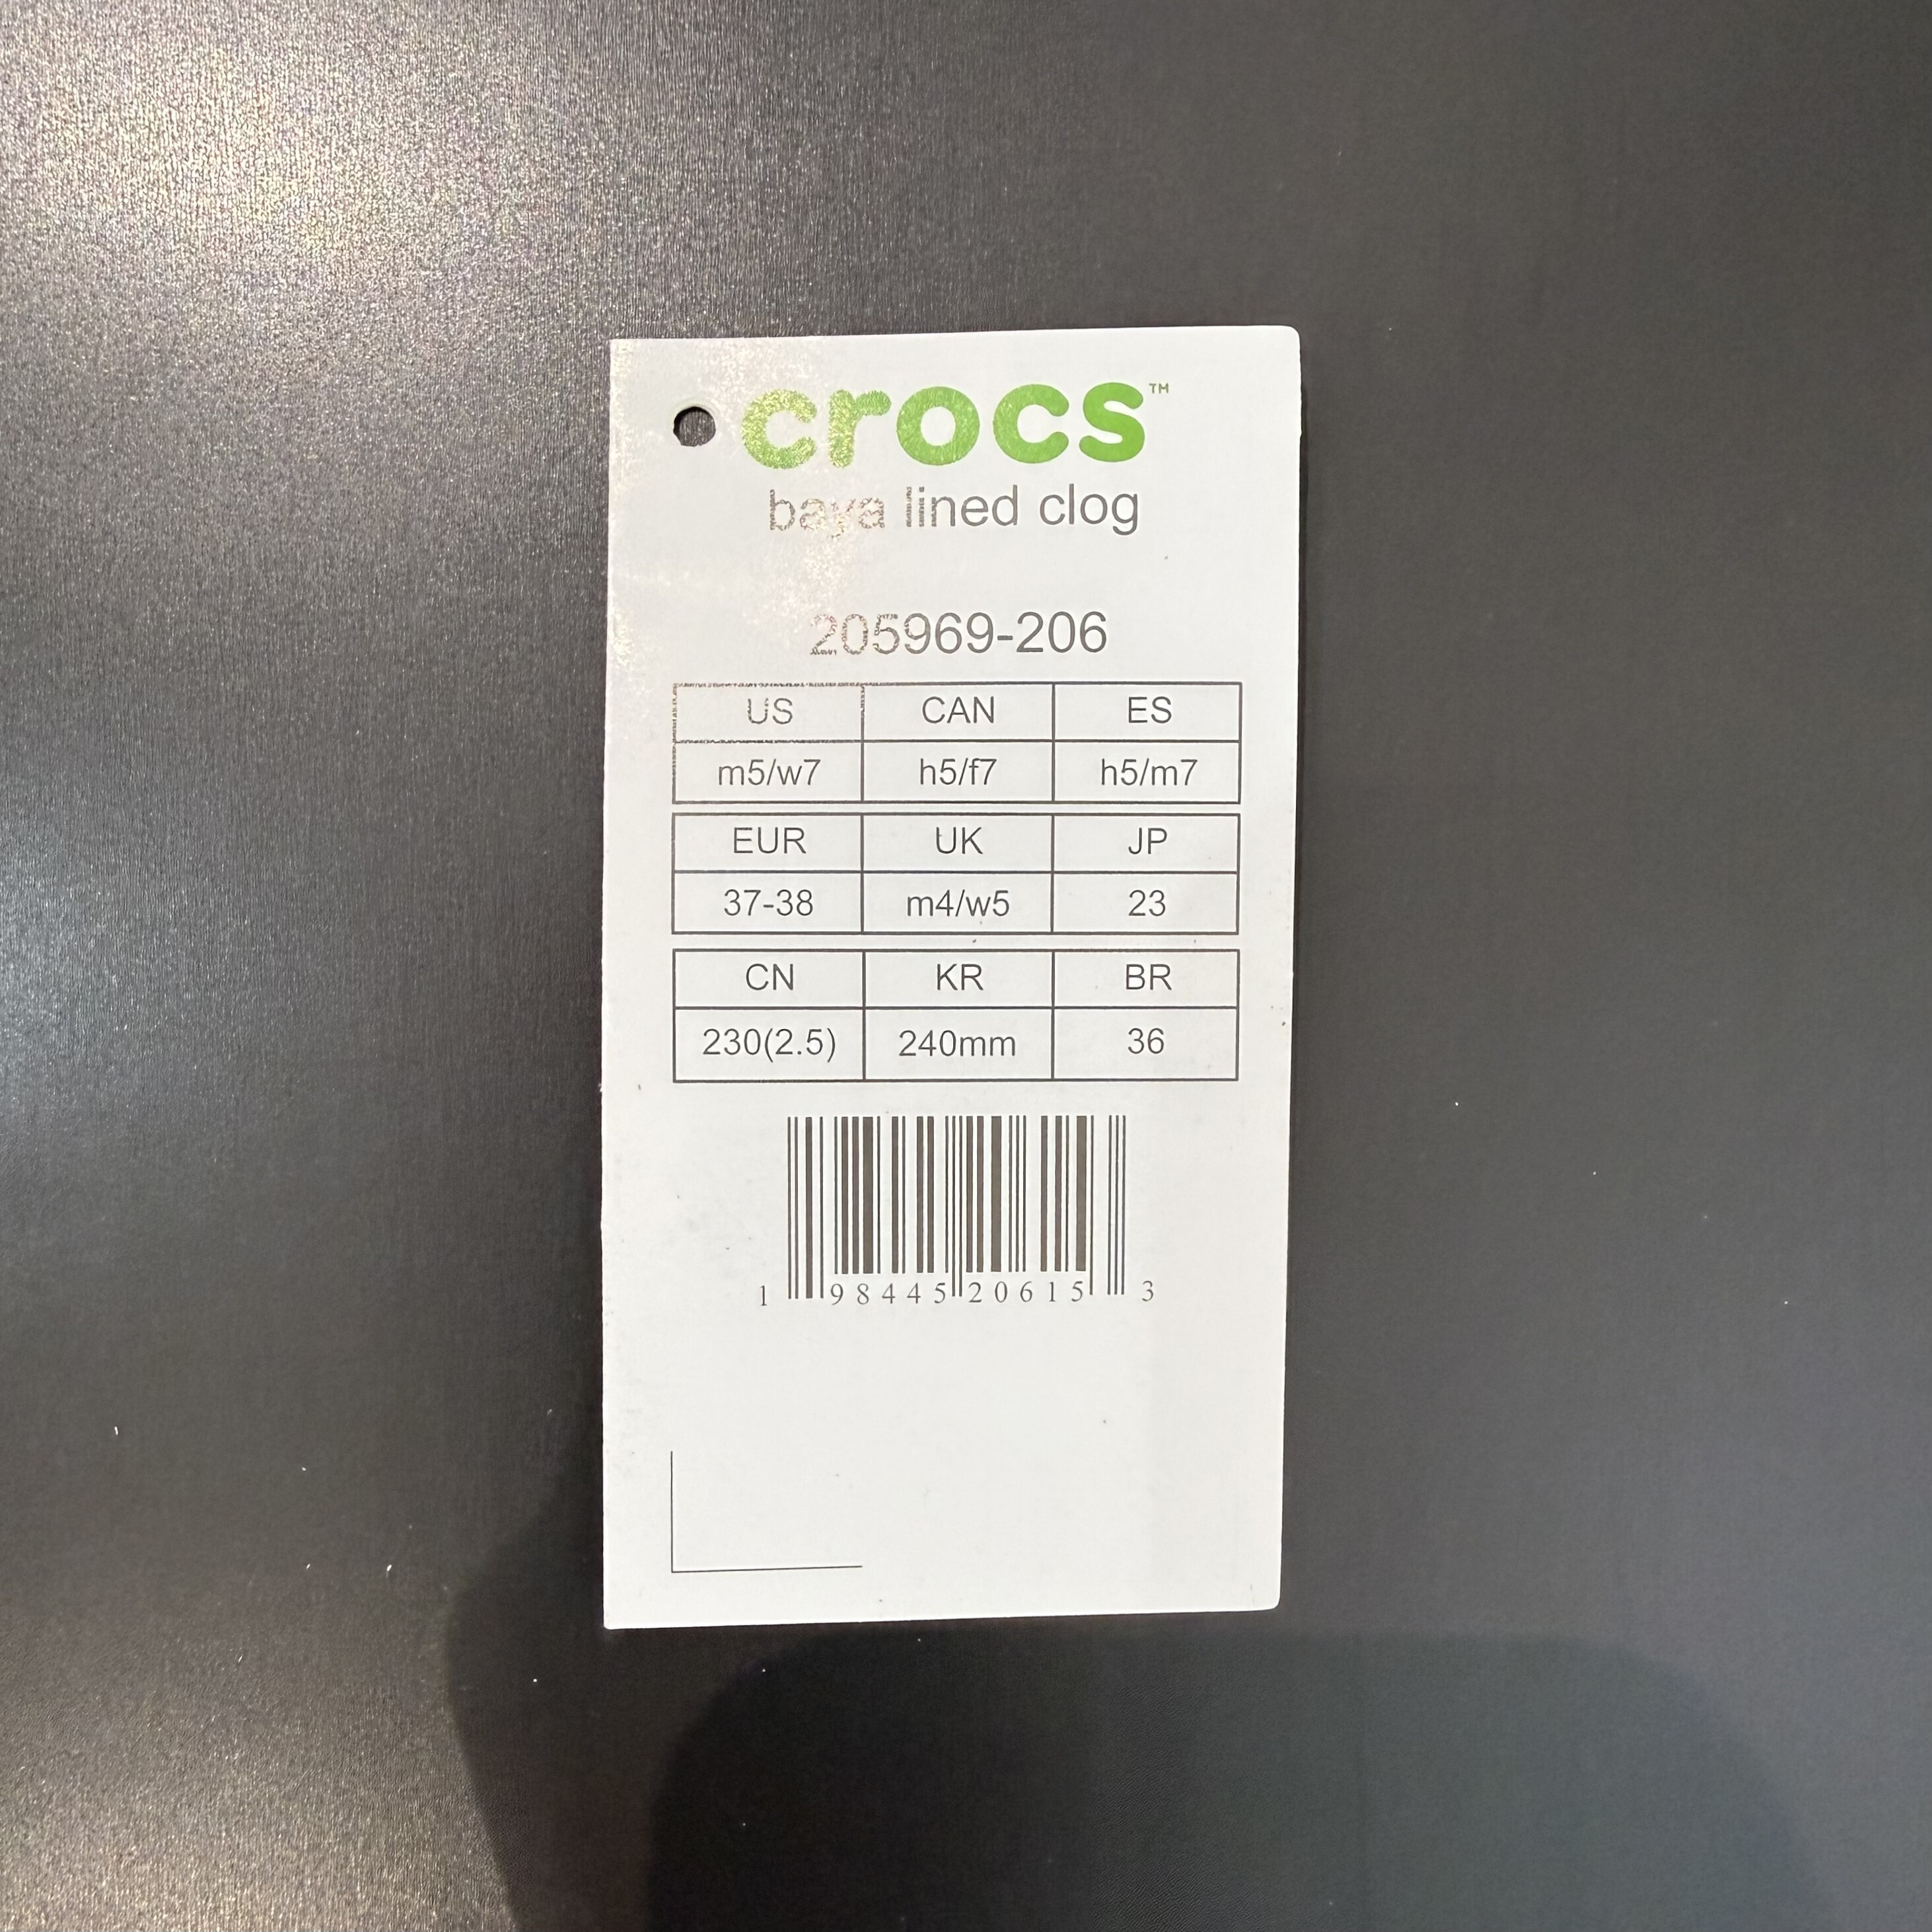 crocs™
baya lined clog
205969-206
US CAN ES
m5/w7 h5/f7 h5/m7
EUR UK JP
37-38 m4/w5 23
CN KR BR
230(2.5) 240mm 36
1 98445 20615 3